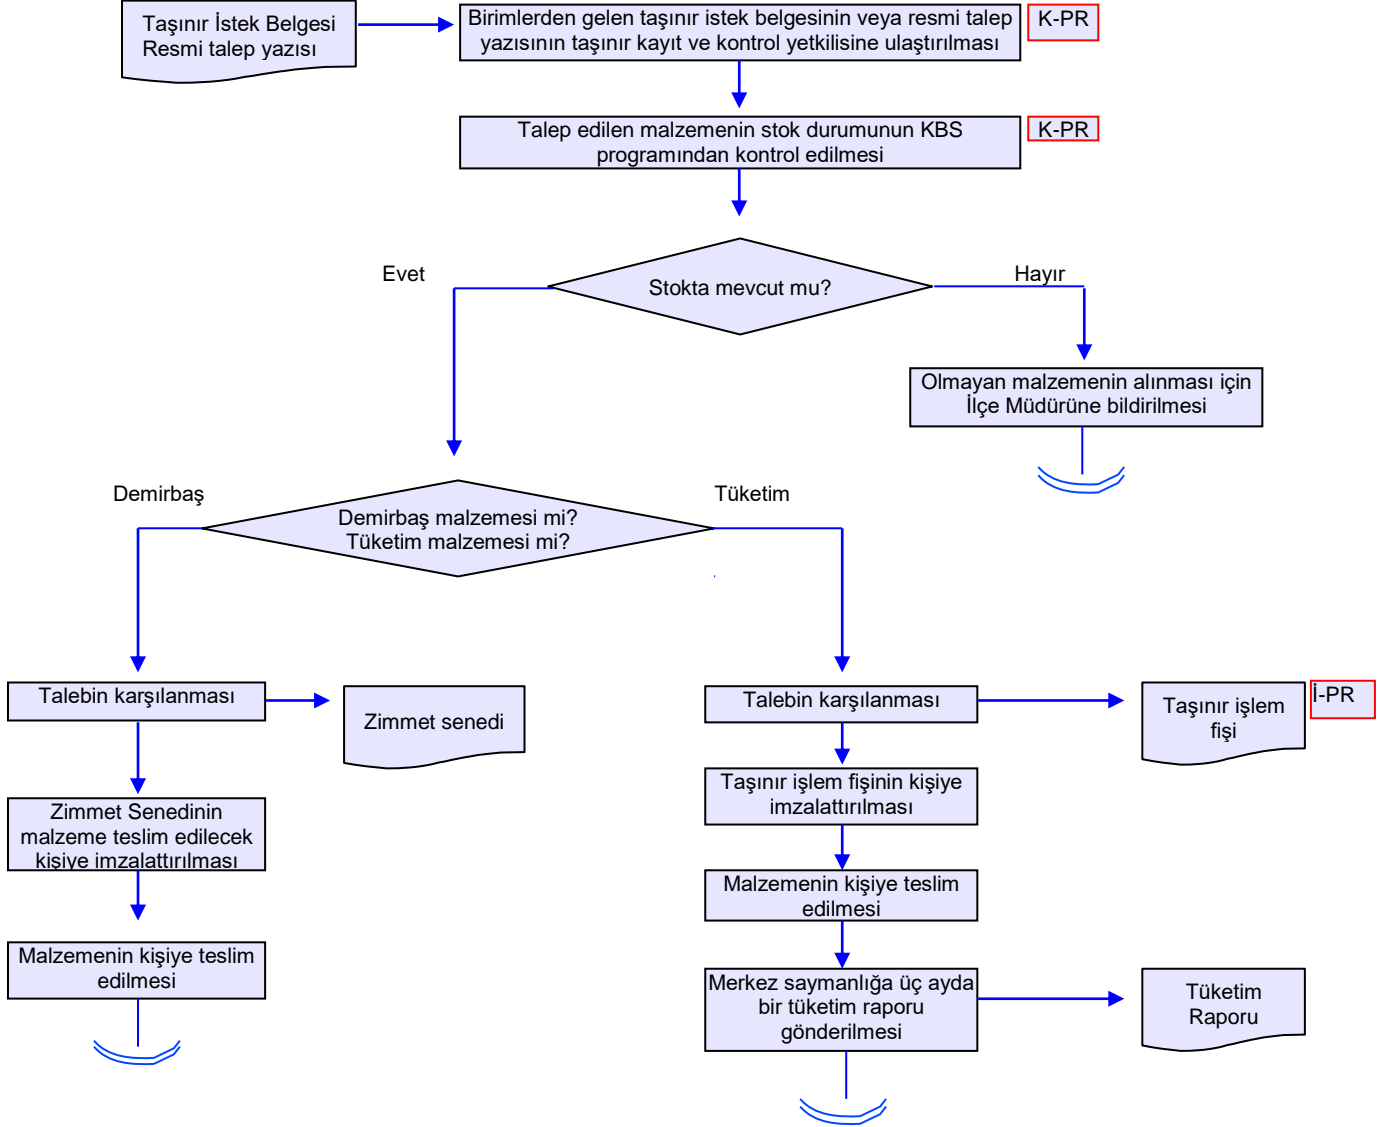 Taşınır İstek Belgesi
Resmi talep yazısı
Birimlerden gelen taşınır istek belgesinin veya resmi talep
yazısının taşınır kayıt ve kontrol yetkilisine ulaştırılması
K-PR
Talep edilen malzemenin stok durumunun KBS
programından kontrol edilmesi
K-PR
Evet
Stokta mevcut mu?
Hayır
Olmayan malzemenin alınması için
İlçe Müdürüne bildirilmesi
Demirbaş
Demirbaş malzemesi mi?
Tüketim malzemesi mi?
Tüketim
Talebin karşılanması
Zimmet senedi
Zimmet Senedinin
malzeme teslim edilecek
kişiye imzalattırılması
Malzemenin kişiye teslim
edilmesi
Talebin karşılanması
Taşınır işlem
fişi
İ-PR
Taşınır işlem fişinin kişiye
imzalattırılması
Malzemenin kişiye teslim
edilmesi
Merkez saymanlığa üç ayda
bir tüketim raporu
gönderilmesi
Tüketim
Raporu